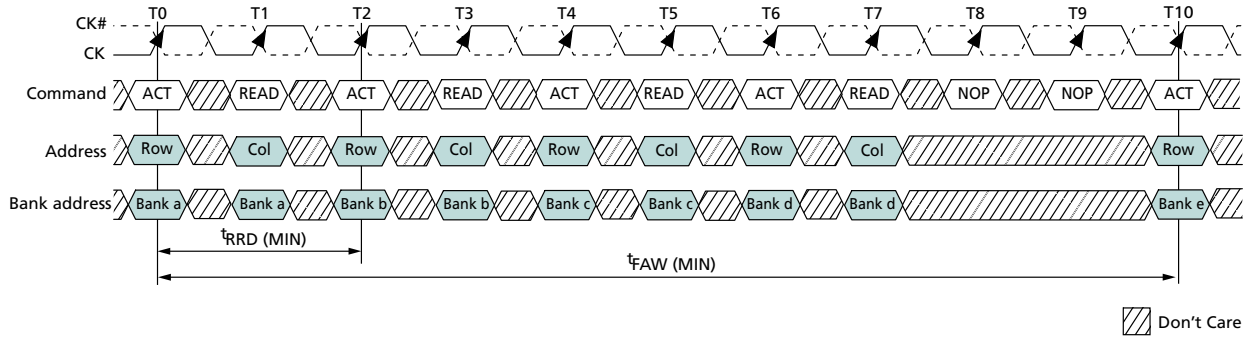 T0 T1 T2 T3 T4 T5 T6 T7 T8 T9 T10
CK#
CK
Command ACT READ ACT READ ACT READ ACT READ NOP NOP ACT
Address Row Col Row Col Row Col Row Col Row
Bank address Bank a Bank a Bank b Bank b Bank c Bank c Bank d Bank d Bank e
tRRD (MIN)
tFAW (MIN)
Don't Care